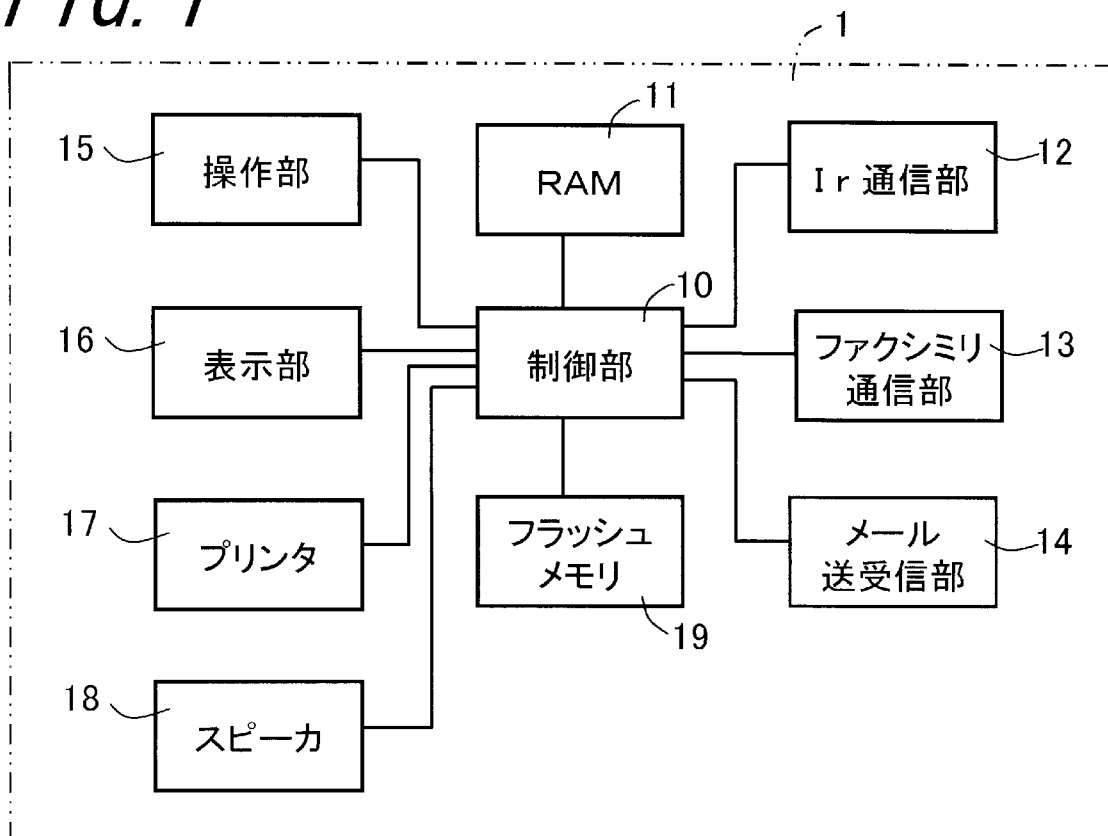 FIG. 1
1
15
操作部
11
RAM
12
Ir通信部
16
表示部
10
制御部
13
ファクシミリ
通信部
17
プリンタ
フラッシュ
メモリ
19
メール
送受信部
14
18
スピーカ